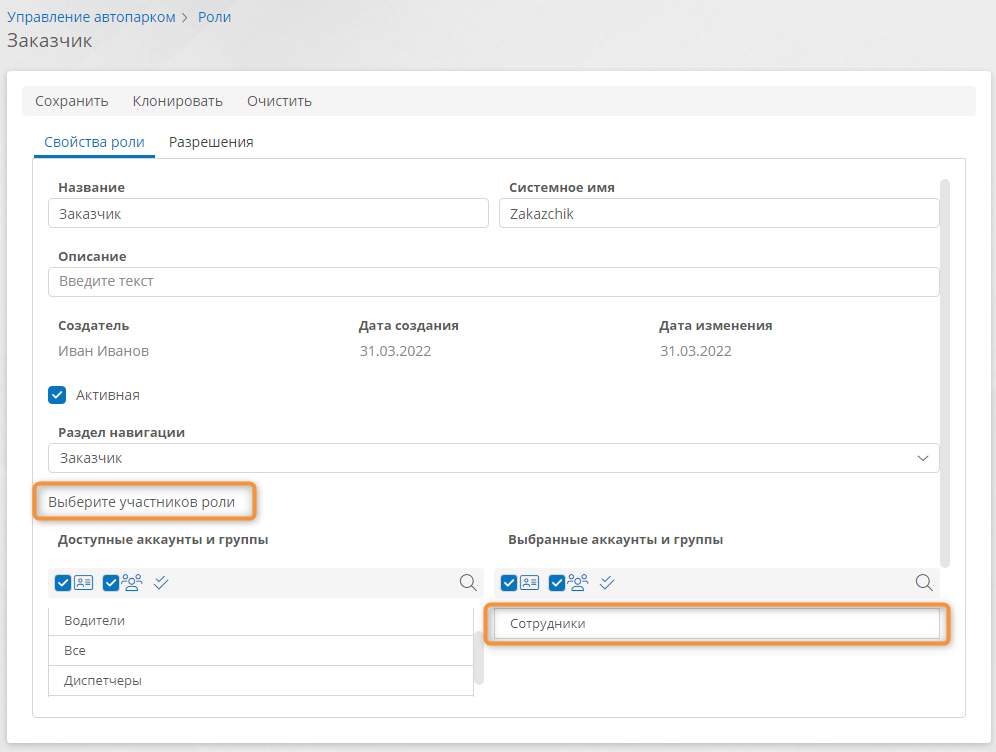 Управление автопарком > Роли
Заказчик
Сохранить Клонировать Очистить
Свойства роли Разрешения
Название Системное имя
Заказчик Zakazchik
Описание
Введите текст
Создатель Дата создания Дата изменения
Иван Иванов 31.03.2022 31.03.2022
Активная
Раздел навигации
Заказчик
Выберите участников роли
Доступные аккаунты и группы Выбранные аккаунты и группы
Водители Сотрудники
Все
Диспетчеры